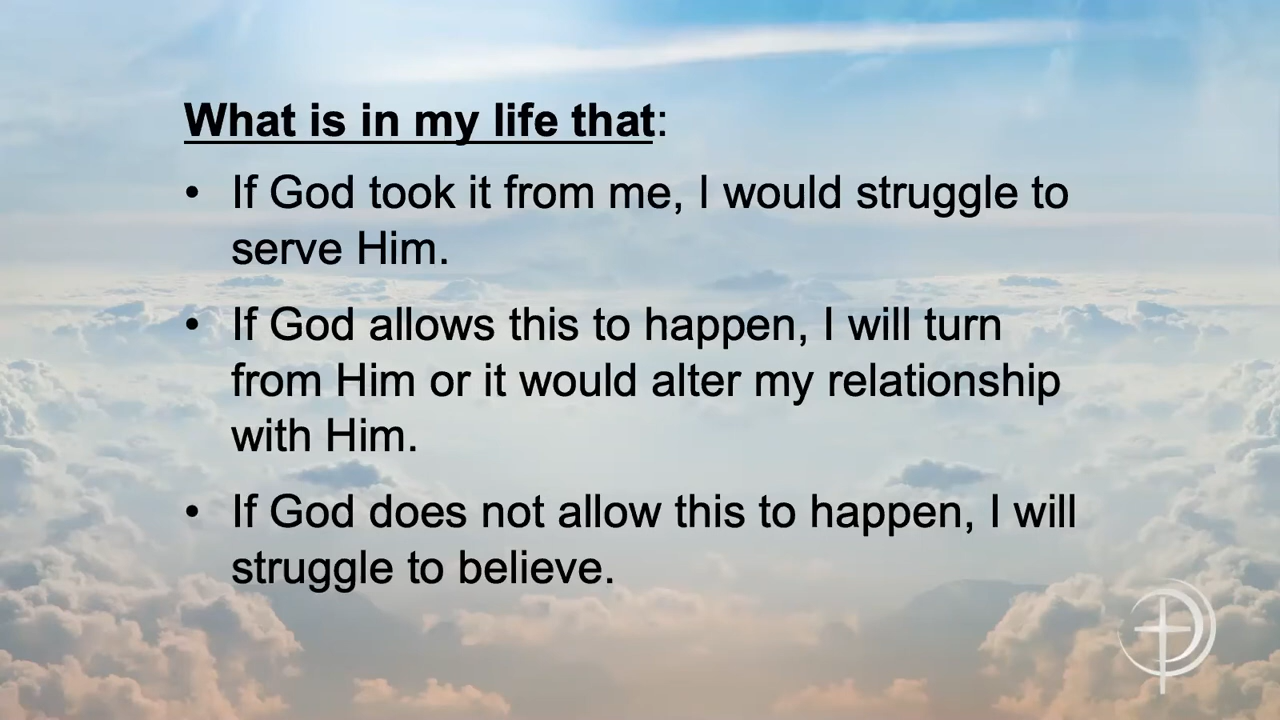 What is in my life that:
• If God took it from me, I would struggle to
serve Him.
• If God allows this to happen, I will turn
from Him or it would alter my relationship
with Him.
• If God does not allow this to happen, I will
struggle to believe.